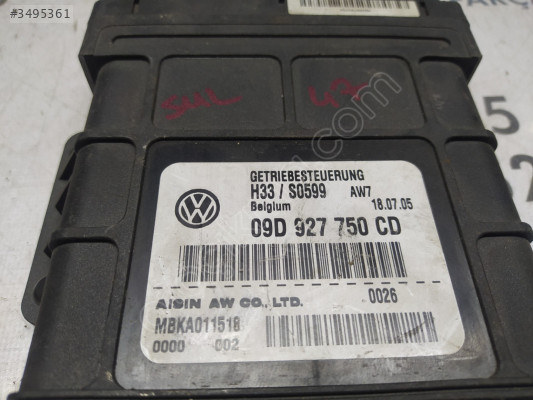 #3495361
GETRIEBESTEUERUNG
H33 / S0599 AW7
Belgium 18.07.05
09D 927 750 CD
AISIN AW CO., LTD. 0026
MBKA011518
0000 002